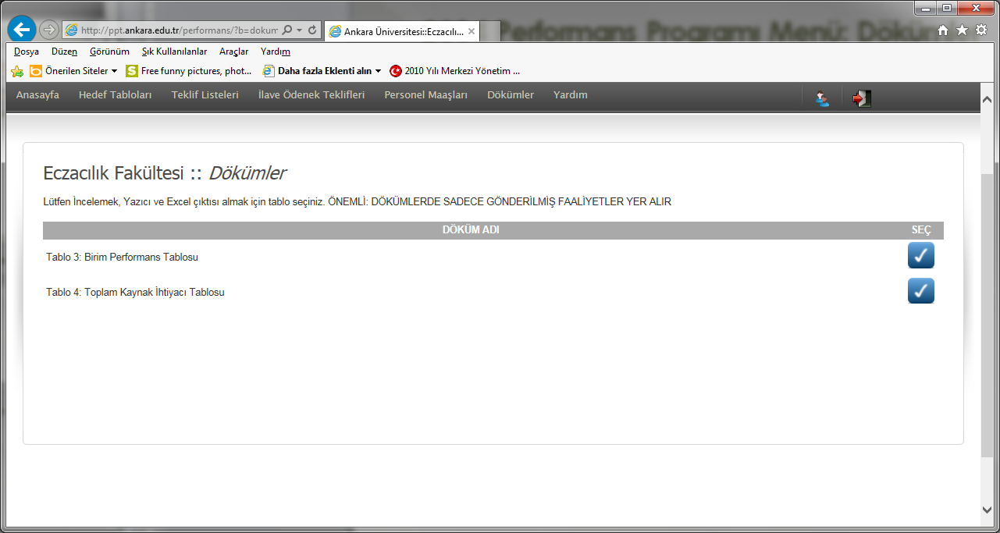 Performans Programı Menü: Döküm
http://ppt.ankara.edu.tr/performans/?b=dokum
Ankara Üniversitesi::Eczacılı...
Dosya Düzen Görünüm Sık Kullanılanlar Araçlar Yardım
Önerilen Siteler Free funny pictures, phot... Daha fazla Eklenti alın 2010 Yılı Merkezi Yönetim ...
Anasayfa Hedef Tabloları Teklif Listeleri İlave Ödenek Teklifleri Personel Maaşları Dökümler Yardım
Eczacılık Fakültesi :: Dökümler
Lütfen İncelemek, Yazıcı ve Excel çıktısı almak için tablo seçiniz. ÖNEMLİ: DÖKÜMLERDE SADECE GÖNDERİLMİŞ FAALİYETLER YER ALIR
DÖKÜM ADI SEÇ
Tablo 3: Birim Performans Tablosu
Tablo 4: Toplam Kaynak İhtiyacı Tablosu